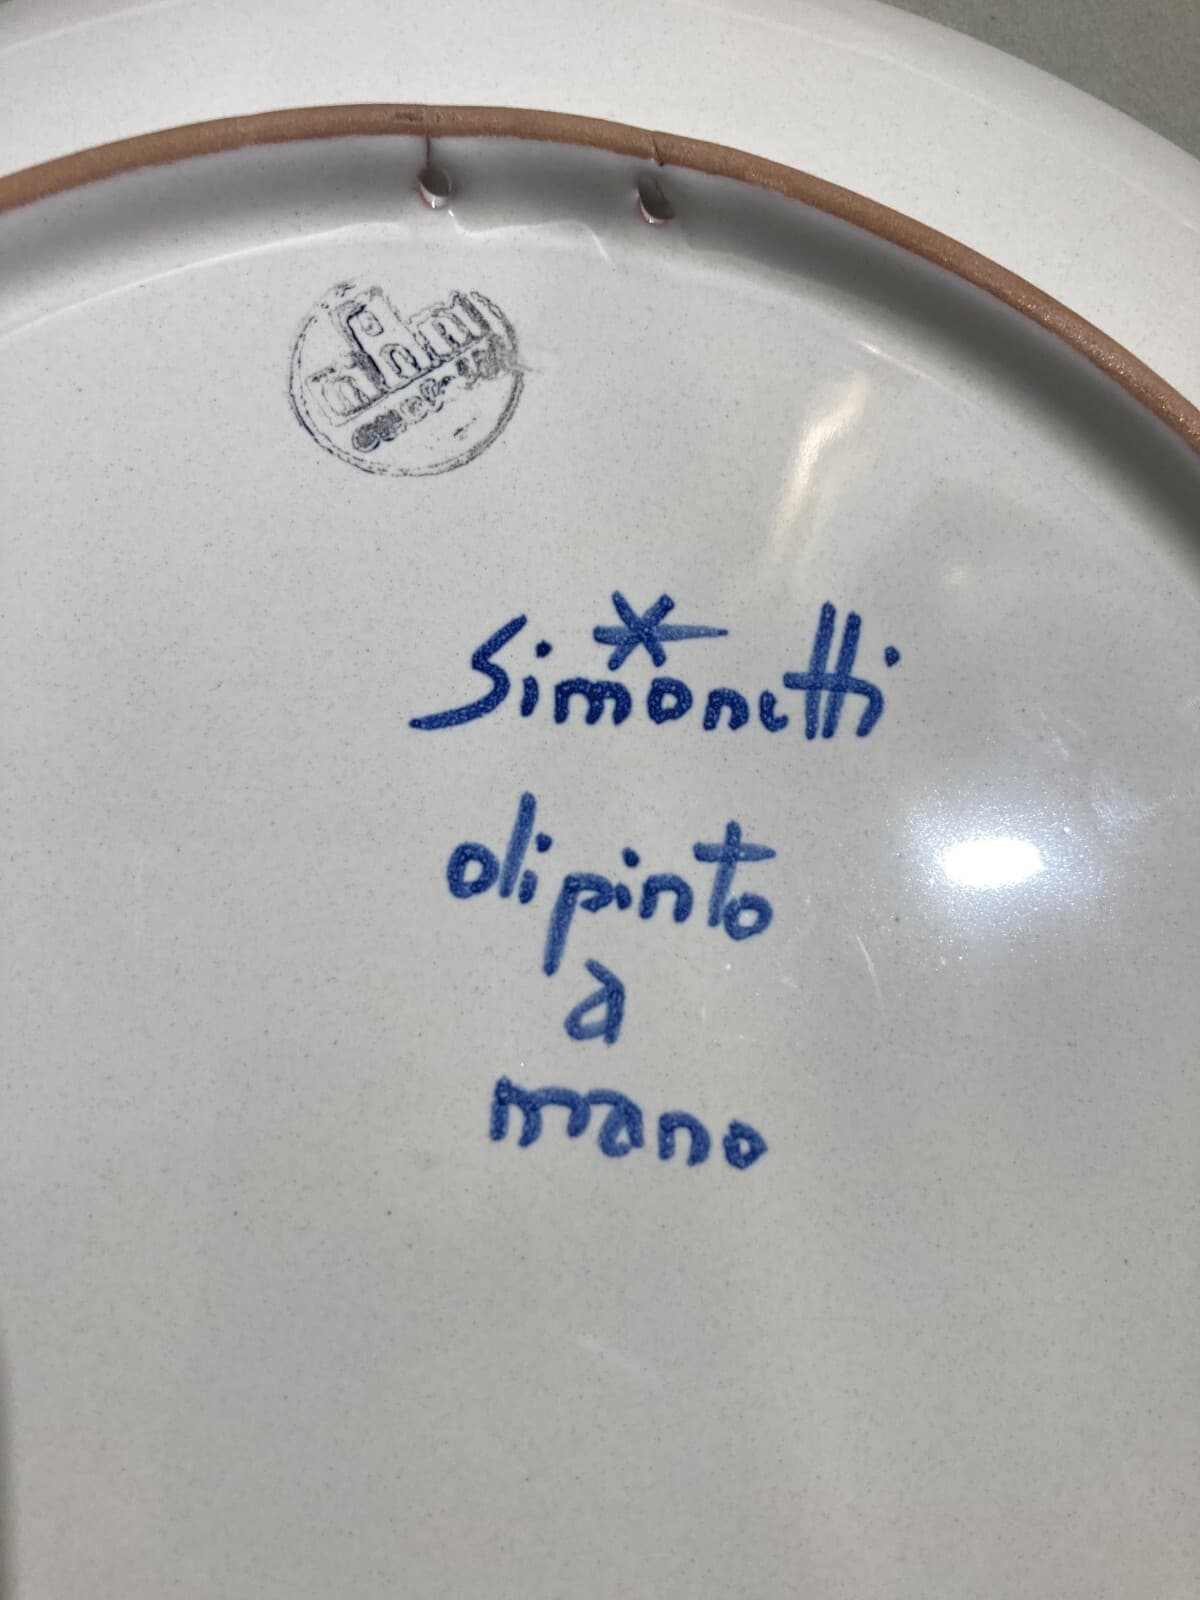 Simonetti
dipinto
a
mano